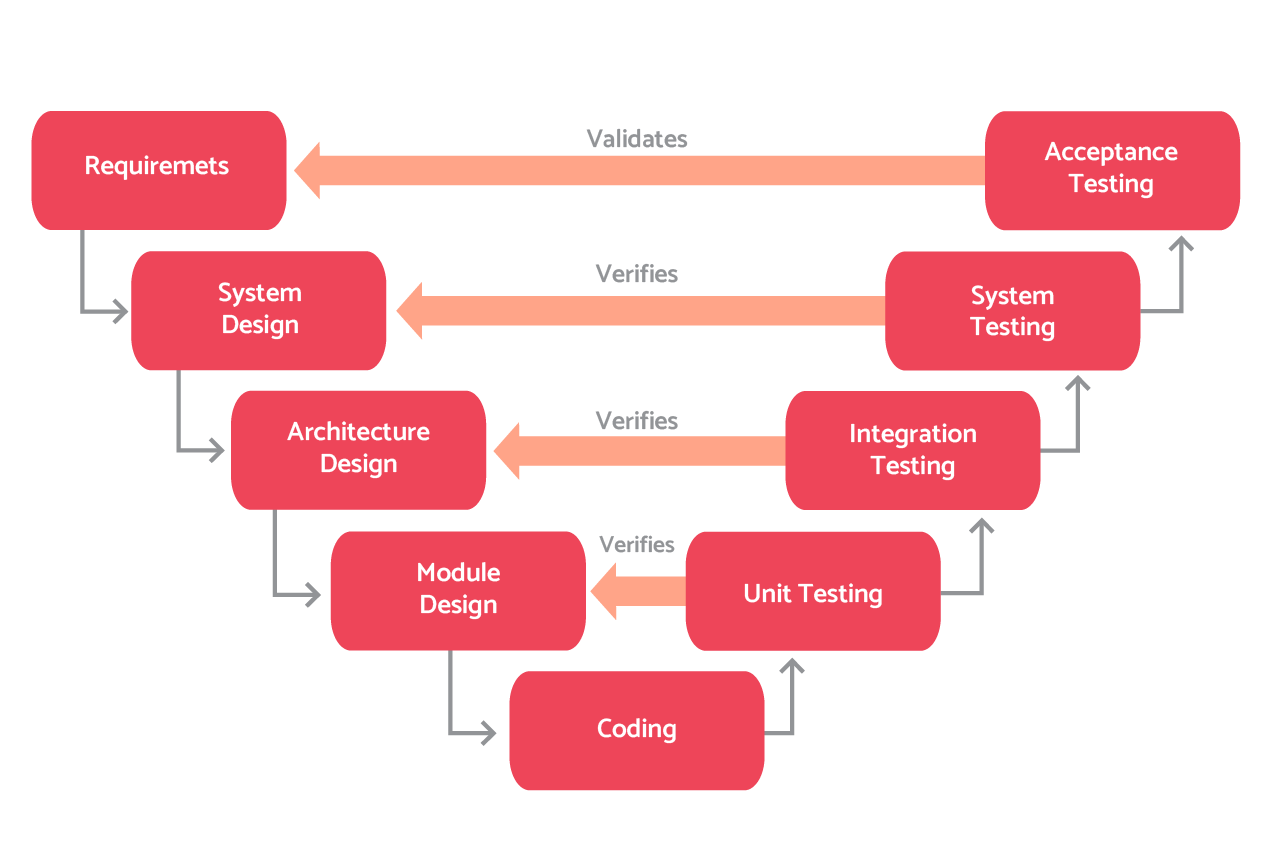 Requiremets
Validates
Acceptance
Testing
System
Design
Verifies
System
Testing
Architecture
Design
Verifies
Integration
Testing
Module
Design
Verifies
Unit Testing
Coding